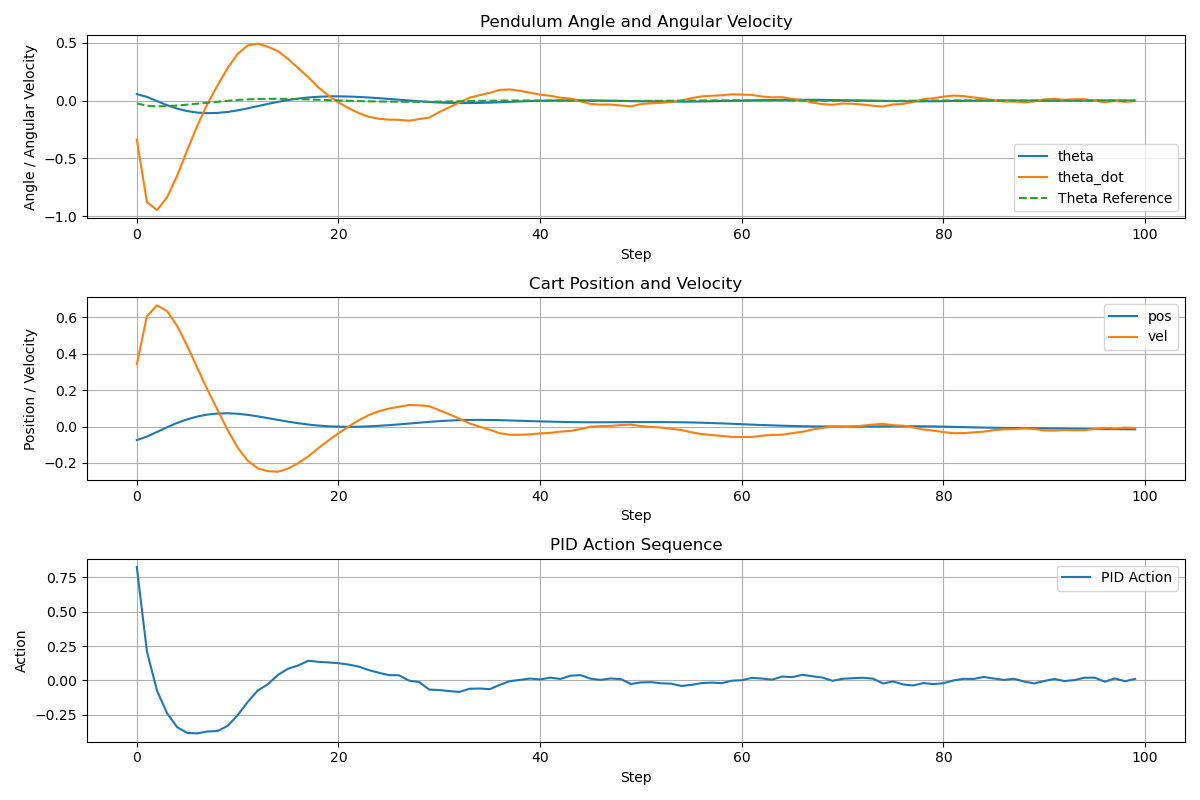 Pendulum Angle and Angular Velocity
Angle / Angular Velocity
0.5
0.0
−0.5
−1.0
theta
theta_dot
Theta Reference
0 20 40 60 80 100
Step
Cart Position and Velocity
Position / Velocity
0.6
0.4
0.2
0.0
−0.2
pos
vel
0 20 40 60 80 100
Step
PID Action Sequence
Action
0.75
0.50
0.25
0.00
−0.25
PID Action
0 20 40 60 80 100
Step